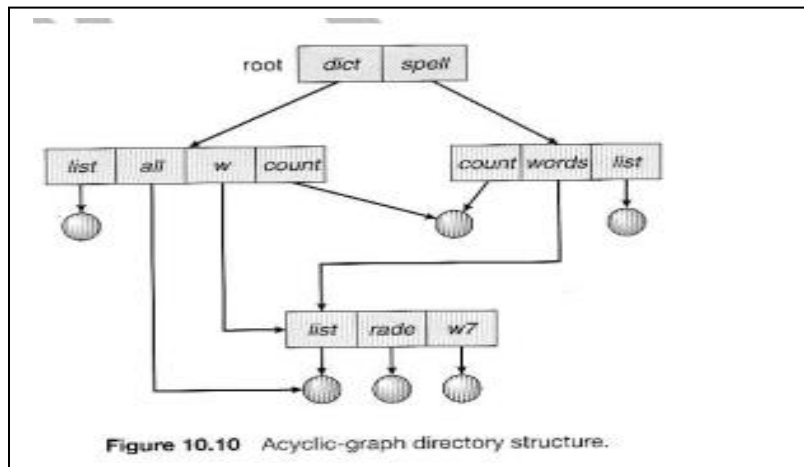 root dict spell
list all w count count words list
list rade w7
Figure 10.10 Acyclic-graph directory structure.